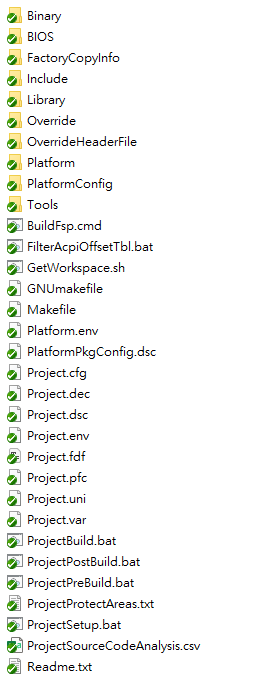 Binary
BIOS
FactoryCopyInfo
Include
Library
Override
OverrideHeaderFile
Platform
PlatformConfig
Tools
BuildFsp.cmd
FilterAcpiOffsetTbl.bat
GetWorkspace.sh
GNUmakefile
Makefile
Platform.env
PlatformPkgConfig.dsc
Project.cfg
Project.dec
Project.dsc
Project.env
Project.fdf
Project.pfc
Project.uni
Project.var
ProjectBuild.bat
ProjectPostBuild.bat
ProjectPreBuild.bat
ProjectProtectAreas.txt
ProjectSetup.bat
ProjectSourceCodeAnalysis.csv
Readme.txt